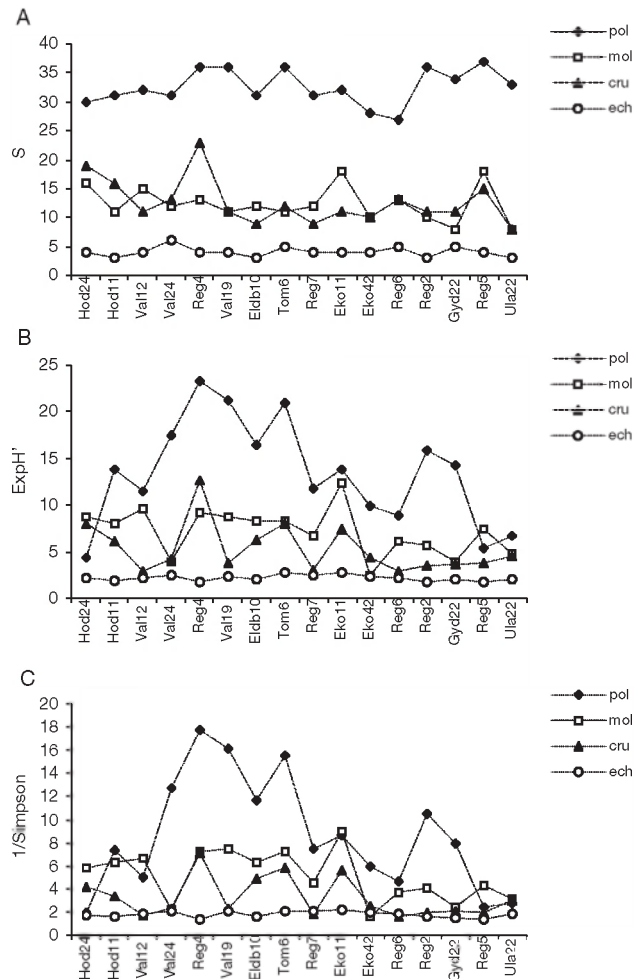 A
40
35
30
25
20
15
10
5
0
S
Hod24
Hod11
Val12
Val24
Reg4
Val19
Eldb10
Tom6
Reg7
Eko11
Eko42
Reg6
Reg2
Gyd22
Reg5
Ula22
pol
mol
cru
ech
B
25
20
15
10
5
0
ExpH'
Hod24
Hod11
Val12
Val24
Reg4
Val19
Eldb10
Tom6
Reg7
Eko11
Eko42
Reg6
Reg2
Gyd22
Reg5
Ula22
pol
mol
cru
ech
C
20
18
16
14
12
10
8
6
4
2
0
1/Simpson
Hod24
Hod11
Val12
Val24
Reg4
Val19
Eldb10
Tom6
Reg7
Eko11
Eko42
Reg6
Reg2
Gyd22
Reg5
Ula22
pol
mol
cru
ech